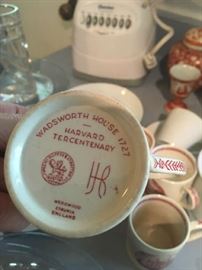 WADSWORTH HOUSE 1727
HARVARD
TERCENTENARY
WEDGWOOD
ETRURIA
ENGLAND